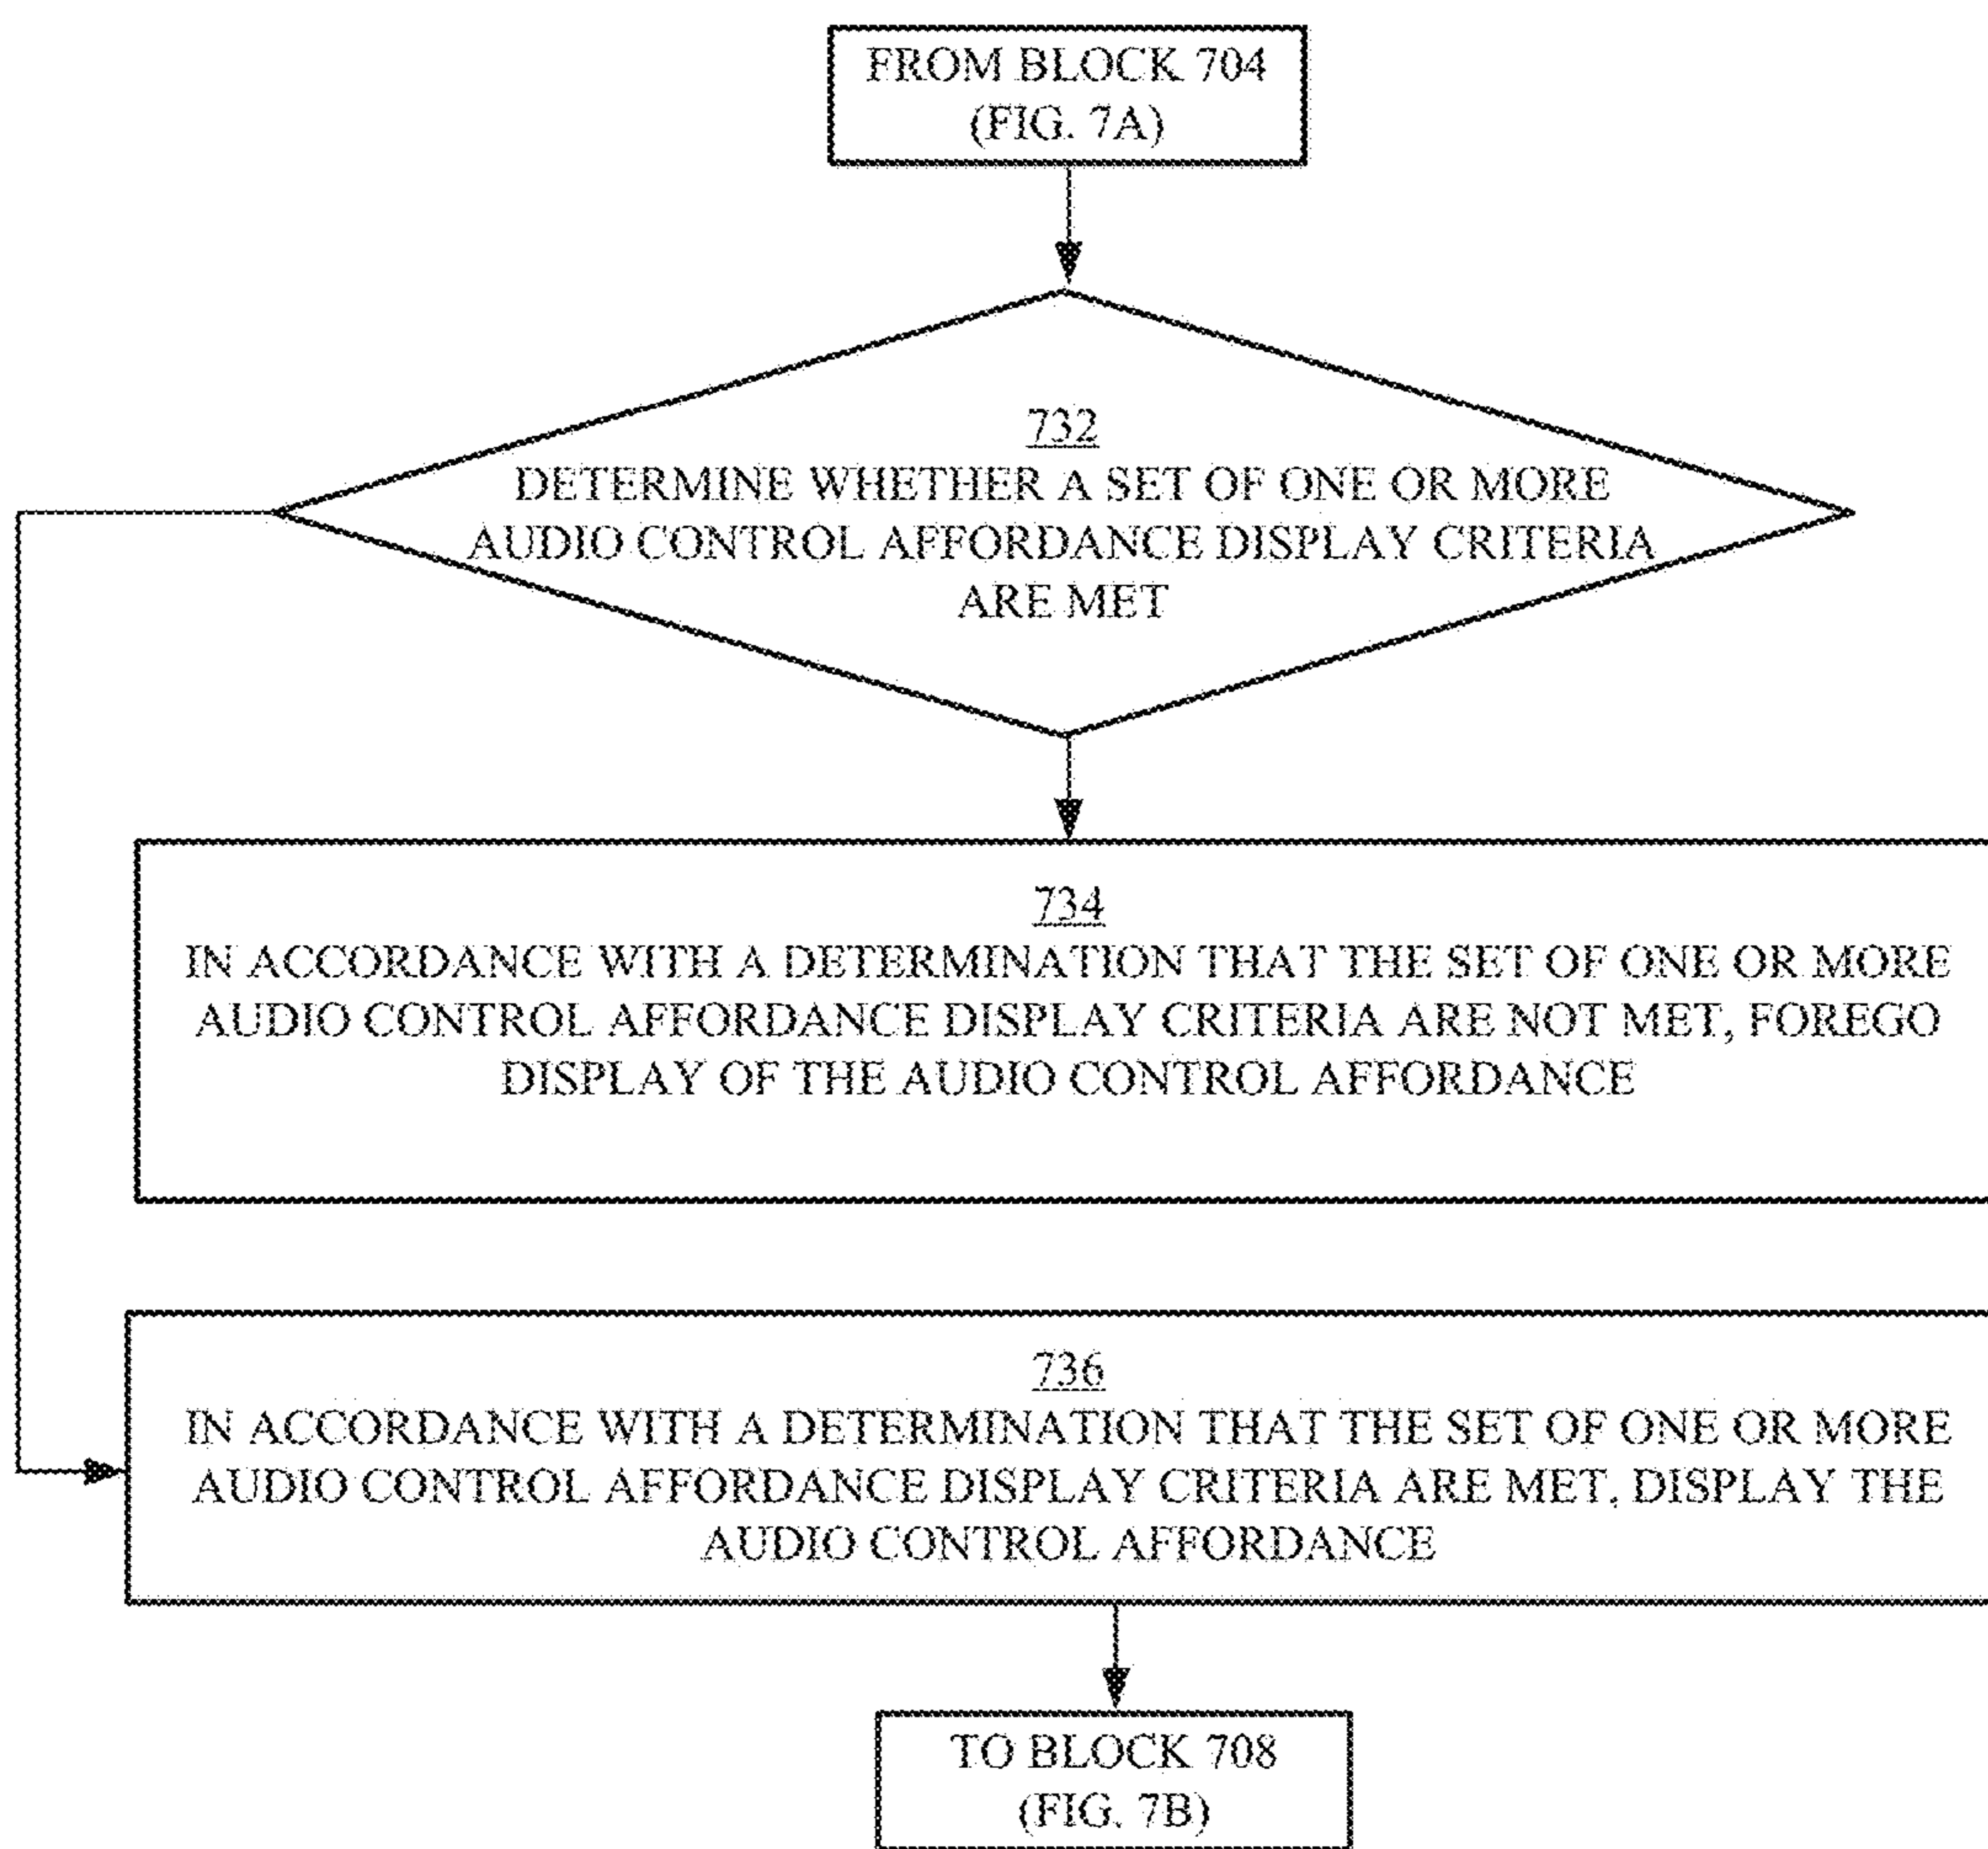 FROM BLOCK 704
(FIG. 7A)
732
DETERMINE WHETHER A SET OF ONE OR MORE
AUDIO CONTROL AFFORDANCE DISPLAY CRITERIA
ARE MET
734
IN ACCORDANCE WITH A DETERMINATION THAT THE SET OF ONE OR MORE
AUDIO CONTROL AFFORDANCE DISPLAY CRITERIA ARE NOT MET, FOREGO
DISPLAY OF THE AUDIO CONTROL AFFORDANCE
736
IN ACCORDANCE WITH A DETERMINATION THAT THE SET OF ONE OR MORE
AUDIO CONTROL AFFORDANCE DISPLAY CRITERIA ARE MET, DISPLAY THE
AUDIO CONTROL AFFORDANCE
TO BLOCK 708
(FIG. 7B)